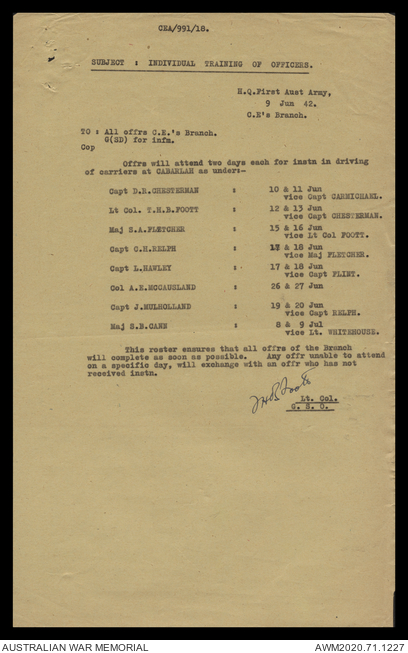 CEA/991/18.
SUBJECT : INDIVIDUAL TRAINING OF OFFICERS.
H.Q.First Aust Army,
9 Jun 42.
C.E's Branch.
TO : All offrs C.E.'s Branch.
G(SD) for infm.
Cop
Offrs will attend two days each for instn in driving
of carriers at CABARLAH as under:-
Capt D.R.CHESTERMAN : 10 & 11 Jun
vice Capt CARMICHAEL.
Lt Col. T.H.B.FOOTT : 12 & 13 Jun
vice Capt CHESTERMAN.
Maj S.A.FLETCHER : 15 & 16 Jun
vice Lt Col FOOTT.
Capt C.H.RELPH : 17 & 18 Jun
vice Maj FLETCHER.
Capt L.HAWLEY : 17 & 18 Jun
vice Capt FLINT.
Col A.E.MCCAUSLAND : 26 & 27 Jun
Capt J.MULHOLLAND : 19 & 20 Jun
vice Capt RELPH.
Maj S.B.CANN : 8 & 9 Jul
vice Lt. WHITEHOUSE.
This roster ensures that all offrs of the Branch
will complete as soon as possible. Any offr unable to attend
on a specific day, will exchange with an offr who has not
received instn.
THB Foott
Lt. Col.
G. S. O.
AUSTRALIAN WAR MEMORIAL
AWM2020.71.1227